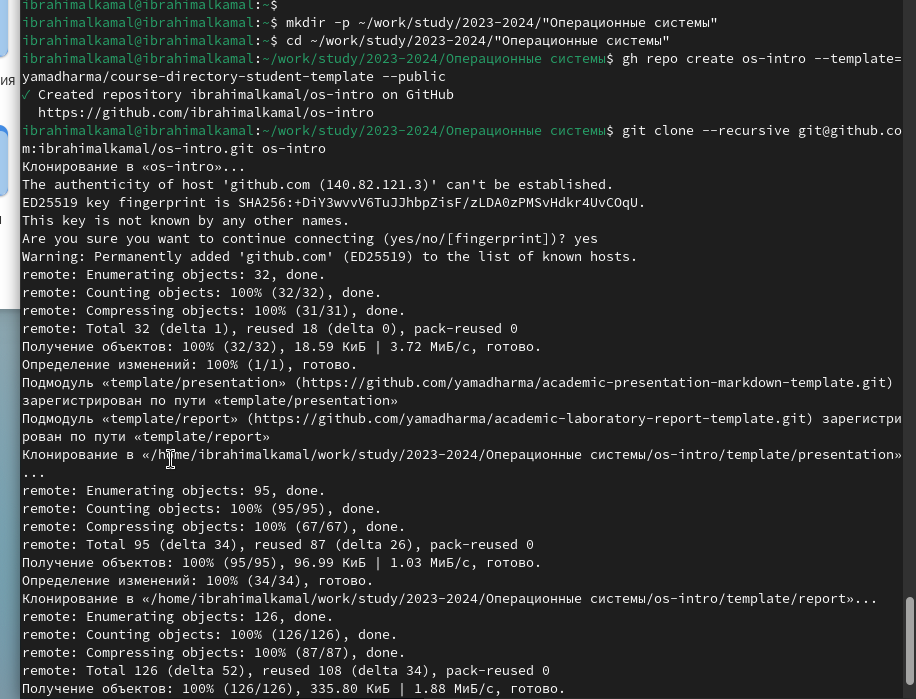 ibrahimalkamal@ibrahimalkamal:~$
ibrahimalkamal@ibrahimalkamal:~$ mkdir -p ~/work/study/2023-2024/"Операционные системы"
ibrahimalkamal@ibrahimalkamal:~$ cd ~/work/study/2023-2024/"Операционные системы"
ibrahimalkamal@ibrahimalkamal:~/work/study/2023-2024/Операционные системы$ gh repo create os-intro --template=
yamadharma/course-directory-student-template --public
✓ Created repository ibrahimalkamal/os-intro on GitHub
https://github.com/ibrahimalkamal/os-intro
ibrahimalkamal@ibrahimalkamal:~/work/study/2023-2024/Операционные системы$ git clone --recursive git@github.co
m:ibrahimalkamal/os-intro.git os-intro
Клонирование в «os-intro»...
The authenticity of host 'github.com (140.82.121.3)' can't be established.
ED25519 key fingerprint is SHA256:+DiY3wvvV6TuJJhbpZisF/zLDA0zPMSvHdkr4UvCOqU.
This key is not known by any other names.
Are you sure you want to continue connecting (yes/no/[fingerprint])? yes
Warning: Permanently added 'github.com' (ED25519) to the list of known hosts.
remote: Enumerating objects: 32, done.
remote: Counting objects: 100% (32/32), done.
remote: Compressing objects: 100% (31/31), done.
remote: Total 32 (delta 1), reused 18 (delta 0), pack-reused 0
Получение объектов: 100% (32/32), 18.59 КиБ | 3.72 МиБ/с, готово.
Определение изменений: 100% (1/1), готово.
Подмодуль «template/presentation» (https://github.com/yamadharma/academic-presentation-markdown-template.git)
зарегистрирован по пути «template/presentation»
Подмодуль «template/report» (https://github.com/yamadharma/academic-laboratory-report-template.git) зарегистри
рован по пути «template/report»
Клонирование в «/home/ibrahimalkamal/work/study/2023-2024/Операционные системы/os-intro/template/presentation»
...
remote: Enumerating objects: 95, done.
remote: Counting objects: 100% (95/95), done.
remote: Compressing objects: 100% (67/67), done.
remote: Total 95 (delta 34), reused 87 (delta 26), pack-reused 0
Получение объектов: 100% (95/95), 96.99 КиБ | 1.03 МиБ/с, готово.
Определение изменений: 100% (34/34), готово.
Клонирование в «/home/ibrahimalkamal/work/study/2023-2024/Операционные системы/os-intro/template/report»...
remote: Enumerating objects: 126, done.
remote: Counting objects: 100% (126/126), done.
remote: Compressing objects: 100% (87/87), done.
remote: Total 126 (delta 52), reused 108 (delta 34), pack-reused 0
Получение объектов: 100% (126/126), 335.80 КиБ | 1.88 МиБ/с, готово.